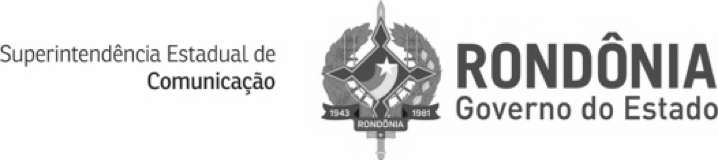 Superintendência Estadual de
Comunicação
1943 1981
RONDÔNIA
RONDÔNIA
Governo do Estado